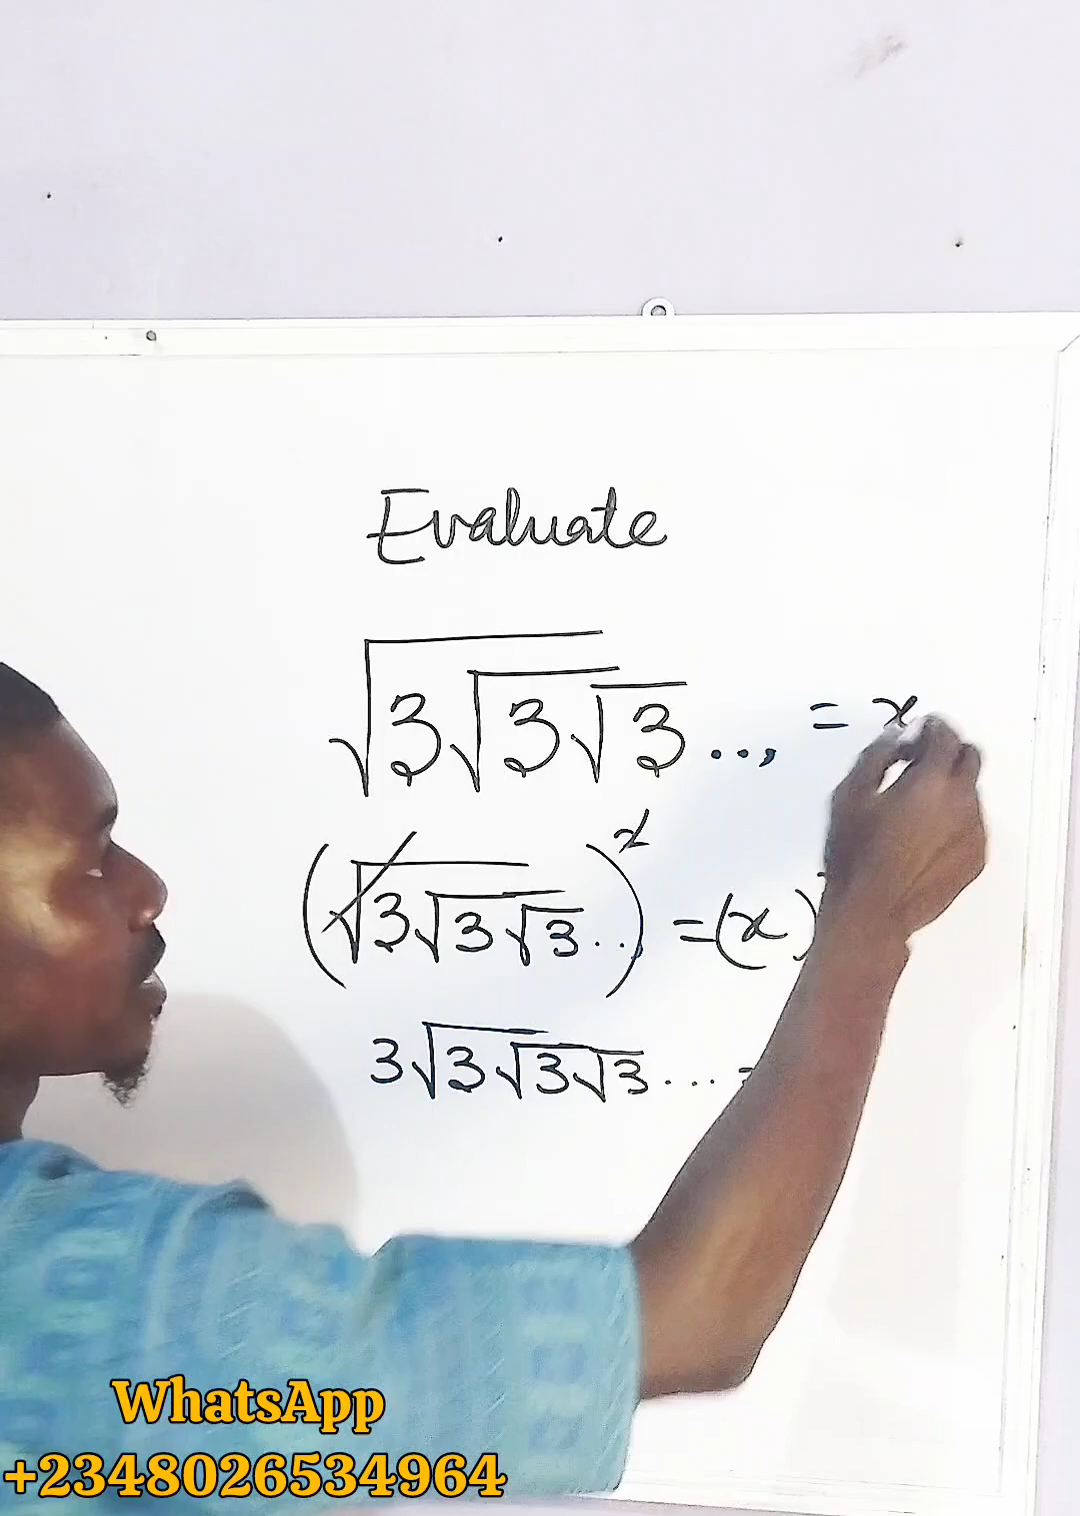 Evaluate
√3√3√3 ..., = x
(√3√3√3...)² = (x)
3√3√3√3....
WhatsApp
+2348026534964